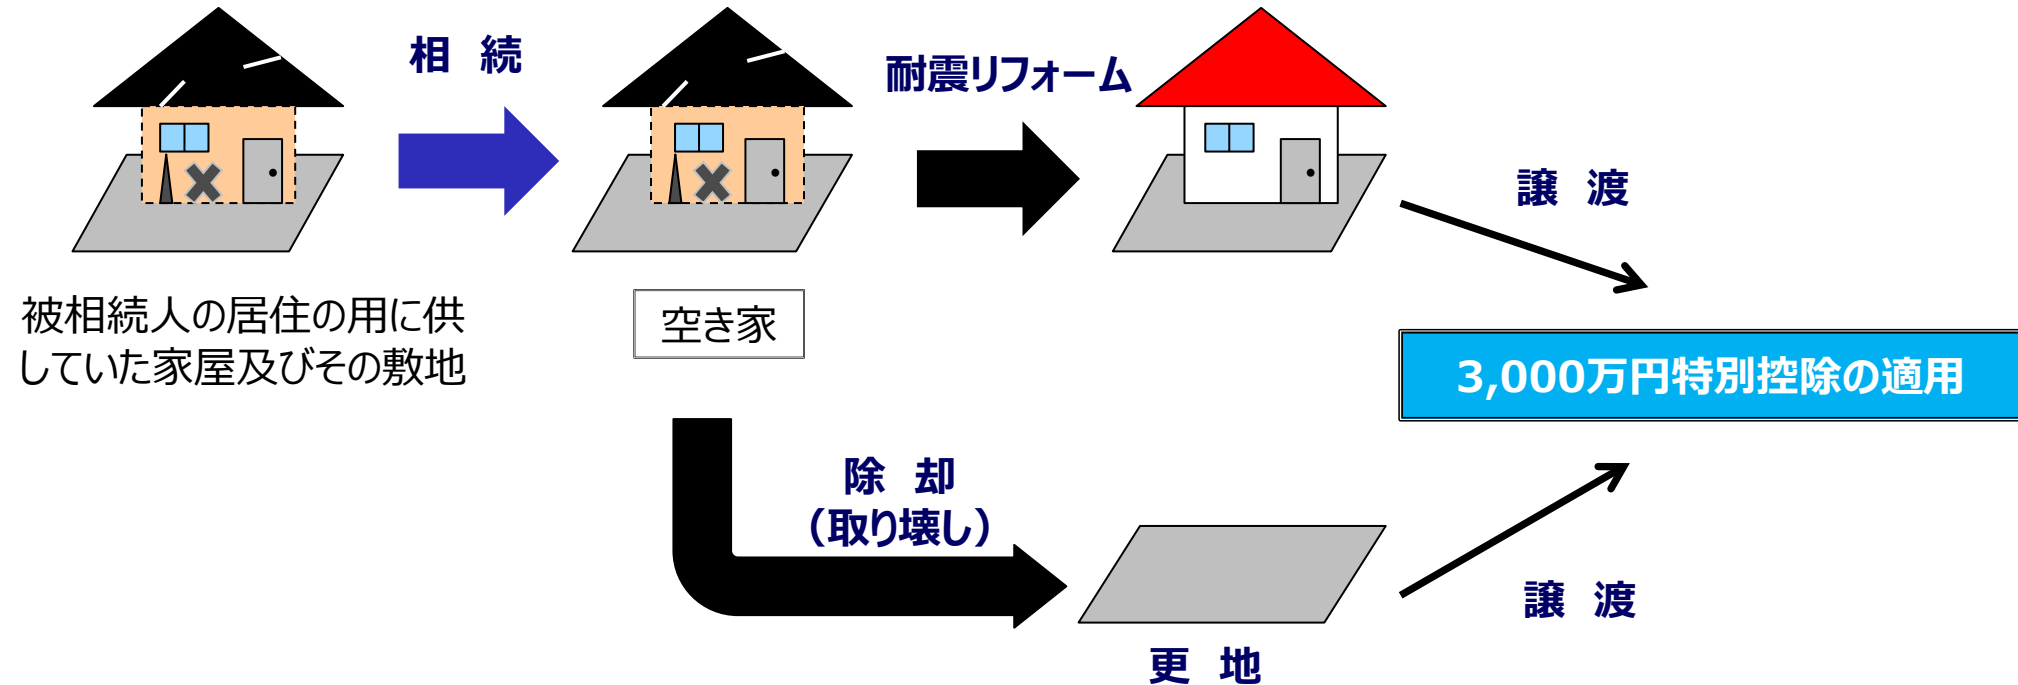 相 続
耐震リフォーム
譲 渡
被相続人の居住の用に供
していた家屋及びその敷地
空き家
3,000万円特別控除の適用
除 却
（取り壊し）
譲 渡
更 地